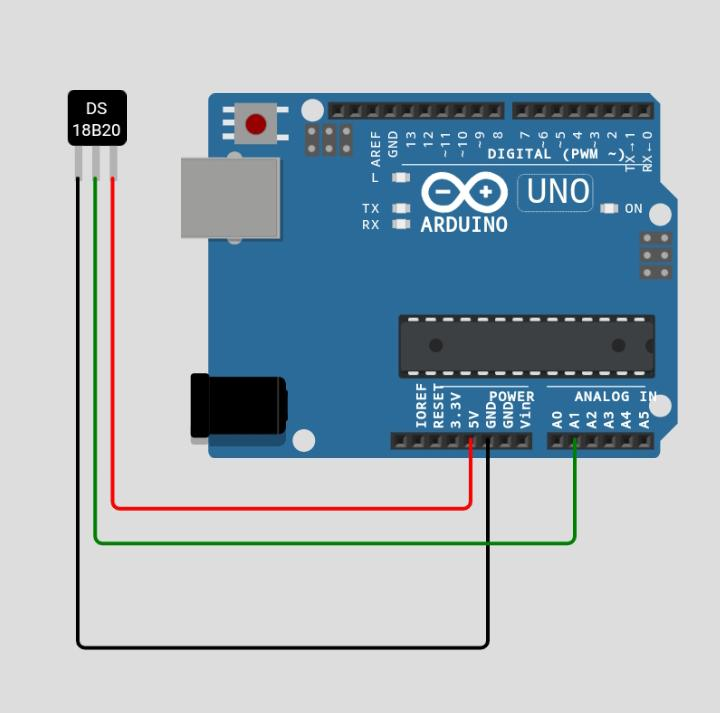 DS
18B20
AREF
GND
13
12
~11
~10
~9
8
7
~6
~5
4
~3
2
TX→1
RX←0
DIGITAL (PWM ~)
L
TX
RX
ARDUINO
UNO
ON
POWER
ANALOG IN
IOREF
RESET
3.3V
5V
GND
GND
Vin
A0
A1
A2
A3
A4
A5